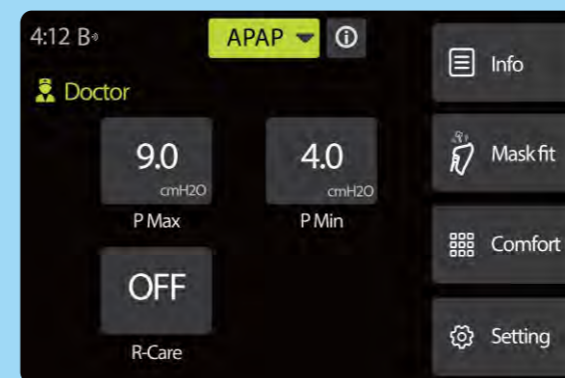 4:12 B
APAP
Doctor
9.0
cmH2O
P Max
4.0
cmH2O
P Min
OFF
R-Care
Info
Mask fit
Comfort
Setting